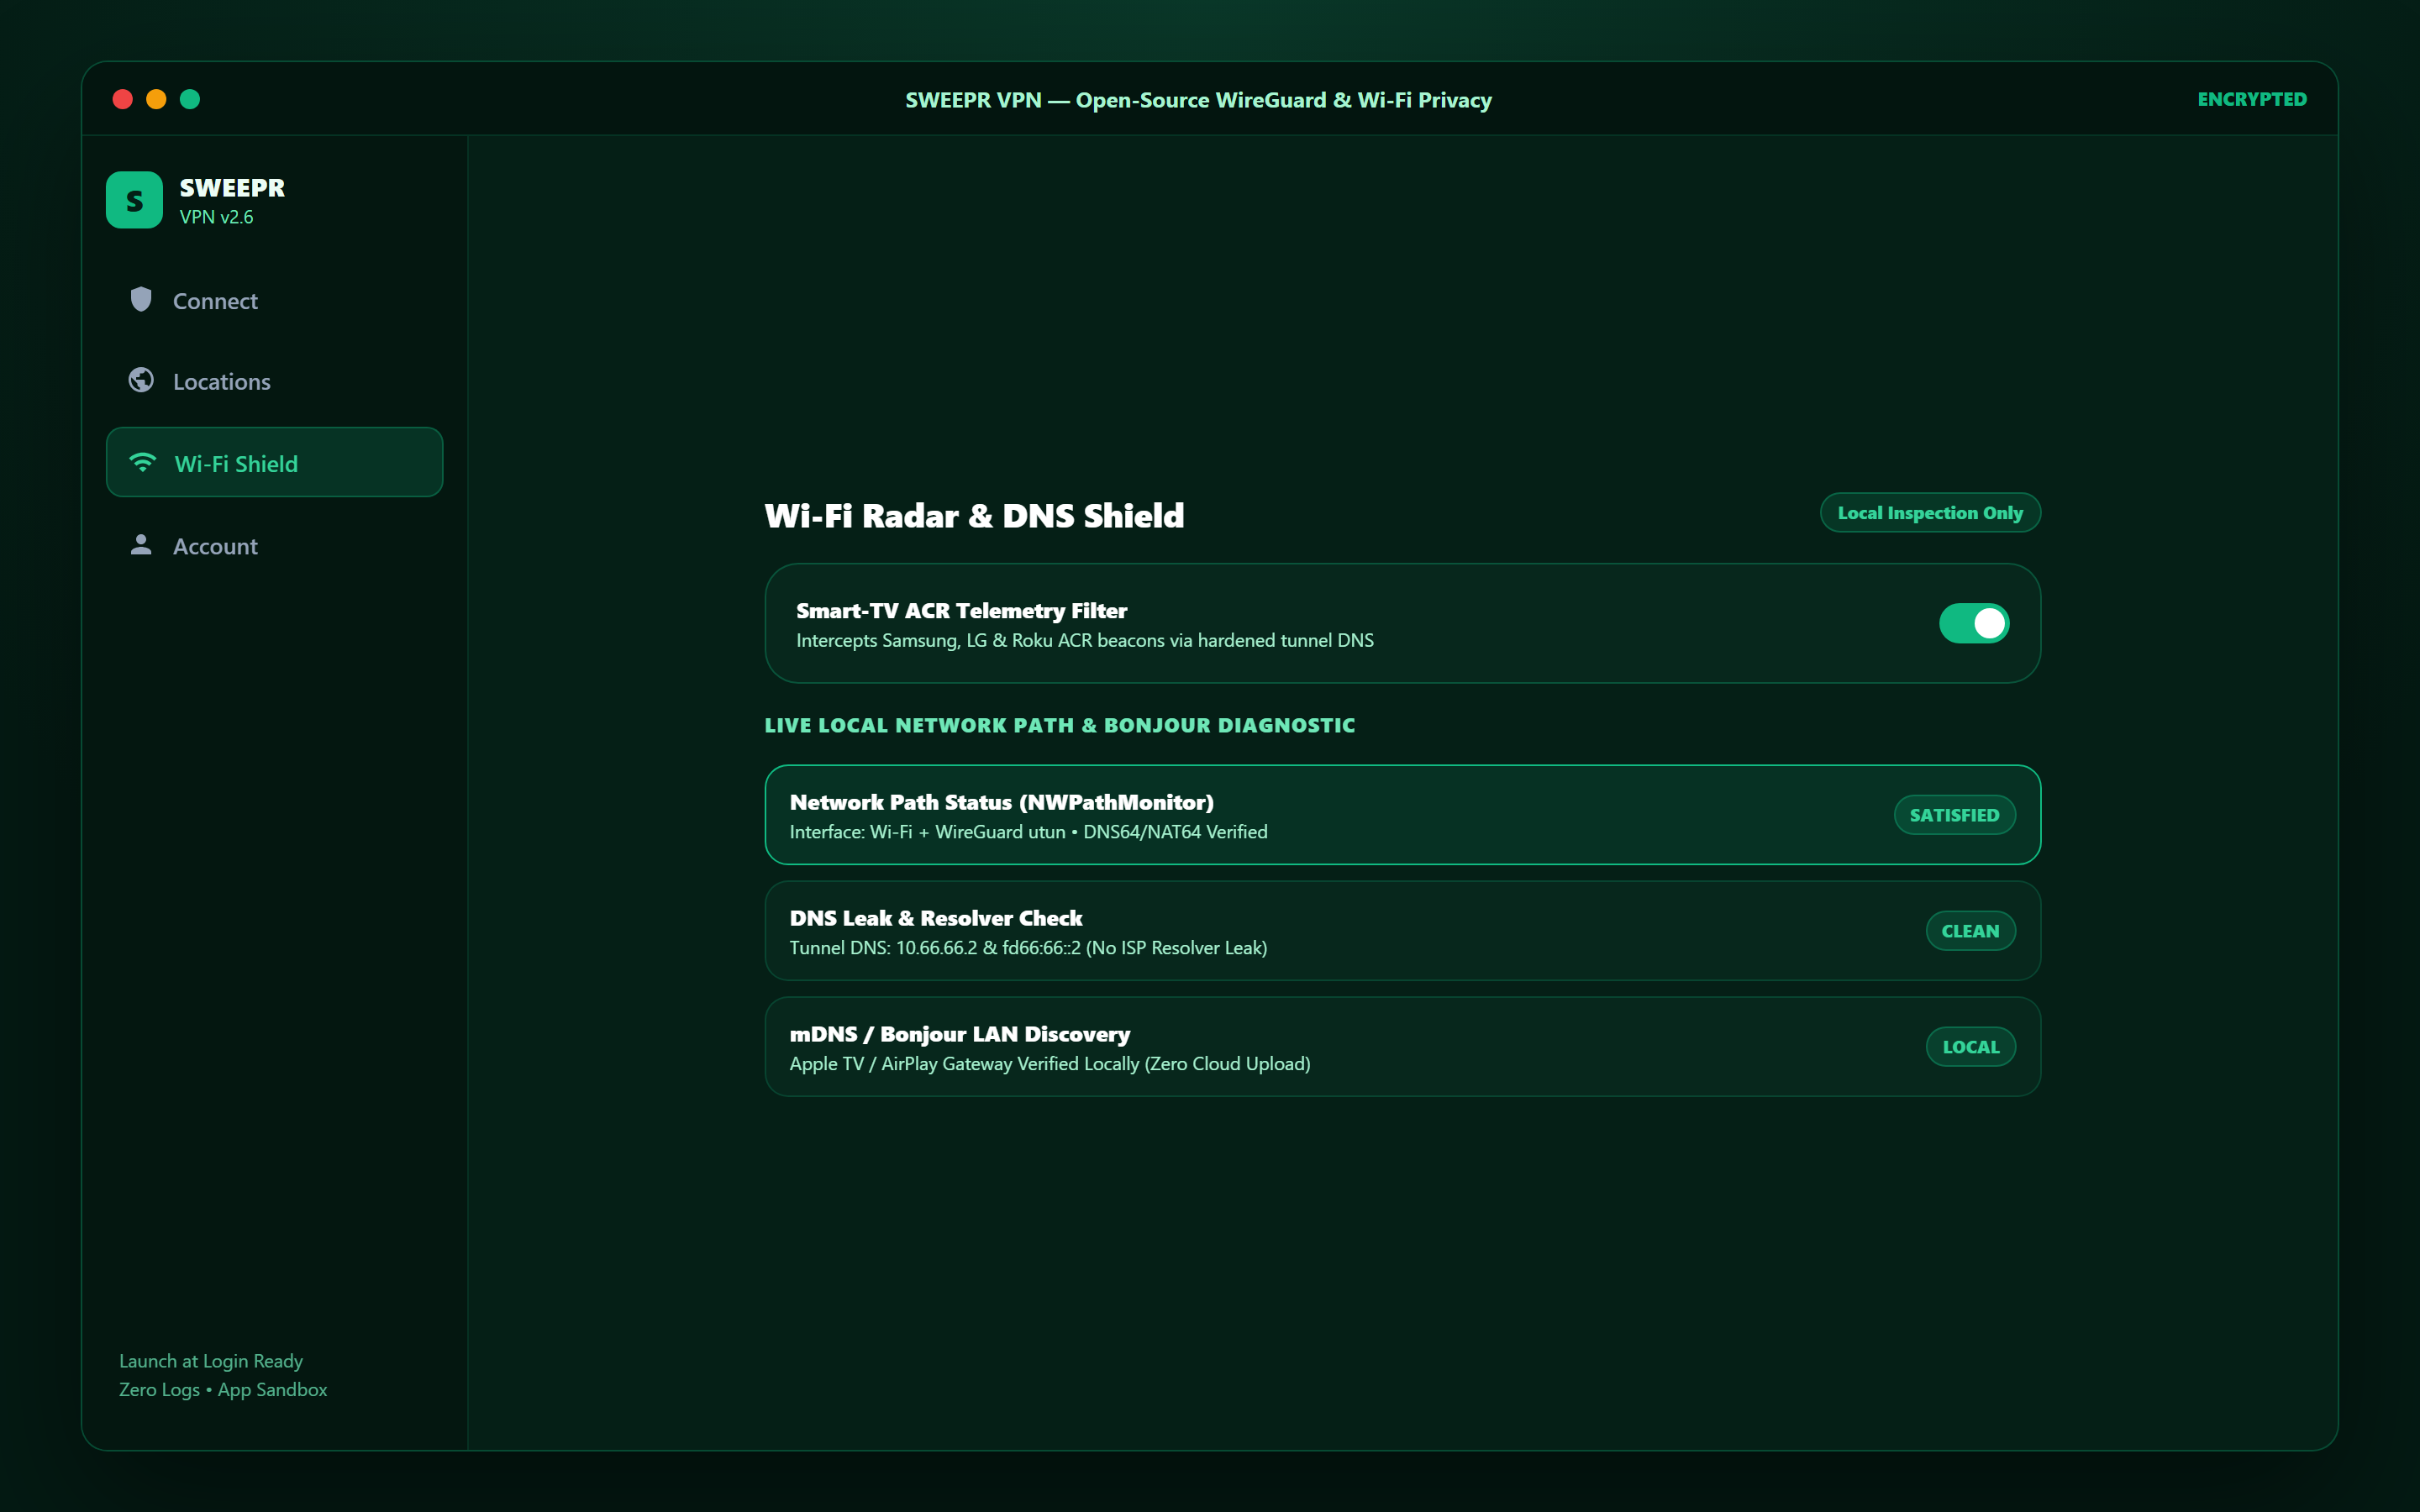 SWEEPR VPN — Open-Source WireGuard & Wi-Fi Privacy
ENCRYPTED
S
SWEEPR
VPN v2.6
Connect
Locations
Wi-Fi Shield
Account
Launch at Login Ready
Zero Logs • App Sandbox
Wi-Fi Radar & DNS Shield
Local Inspection Only
Smart-TV ACR Telemetry Filter
Intercepts Samsung, LG & Roku ACR beacons via hardened tunnel DNS
LIVE LOCAL NETWORK PATH & BONJOUR DIAGNOSTIC
Network Path Status (NWPathMonitor)
Interface: Wi-Fi + WireGuard utun • DNS64/NAT64 Verified
SATISFIED
DNS Leak & Resolver Check
Tunnel DNS: 10.66.66.2 & fd66:66::2 (No ISP Resolver Leak)
CLEAN
mDNS / Bonjour LAN Discovery
Apple TV / AirPlay Gateway Verified Locally (Zero Cloud Upload)
LOCAL